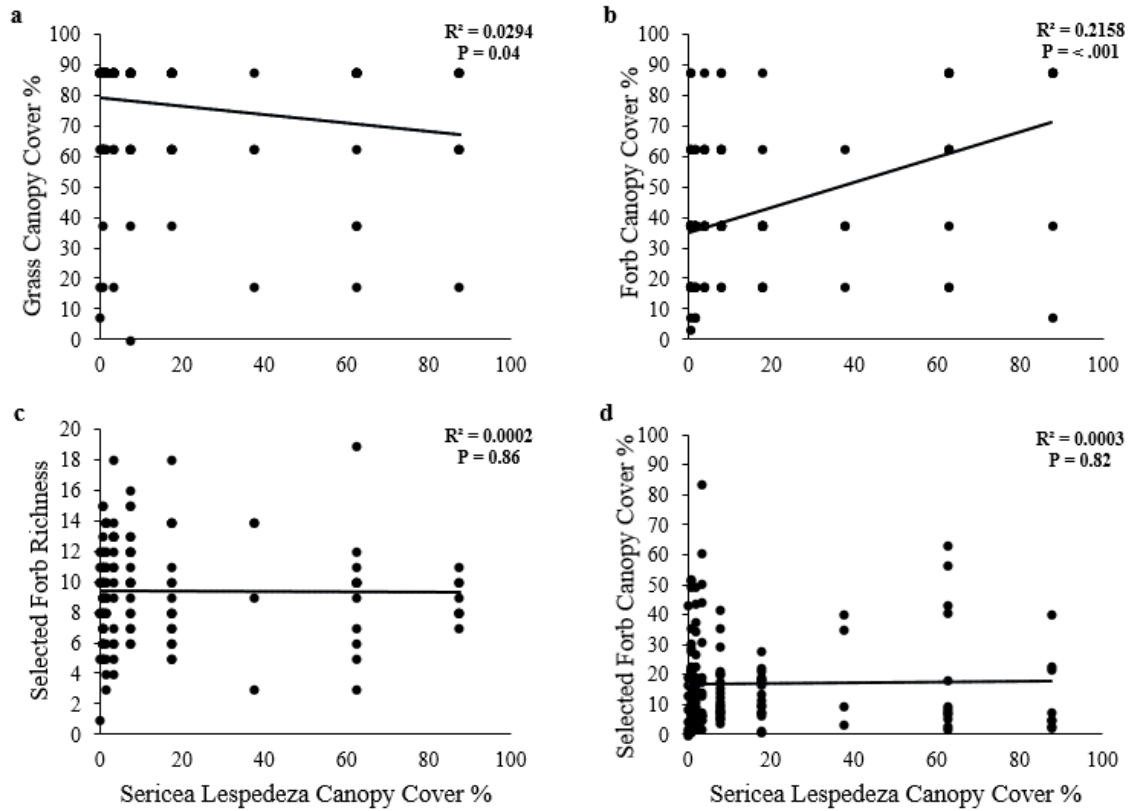 a
R² = 0.0294
P = 0.04
Grass Canopy Cover %
100
90
80
70
60
50
40
30
20
10
0
0 20 40 60 80 100
b
R² = 0.2158
P = < .001
Forb Canopy Cover %
100
90
80
70
60
50
40
30
20
10
0
0 20 40 60 80 100
c
R² = 0.0002
P = 0.86
Selected Forb Richness
20
18
16
14
12
10
8
6
4
2
0
0 20 40 60 80 100
Sericea Lespedeza Canopy Cover %
d
R² = 0.0003
P = 0.82
Selected Forb Canopy Cover %
100
90
80
70
60
50
40
30
20
10
0
0 20 40 60 80 100
Sericea Lespedeza Canopy Cover %